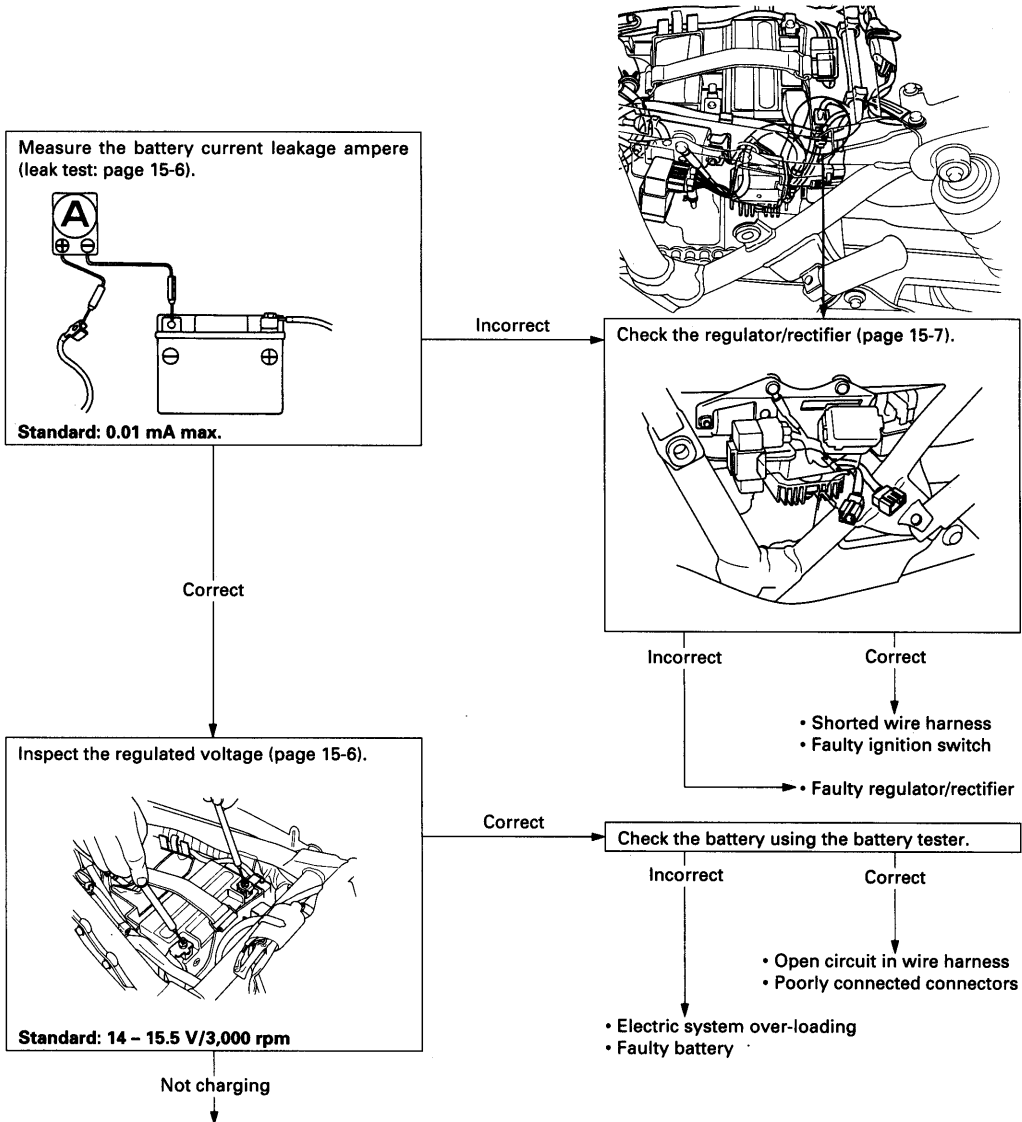 Measure the battery current leakage ampere
(leak test: page 15-6).
A
⊕ ⊖
⊖ ⊕
Standard: 0.01 mA max.
Incorrect
Check the regulator/rectifier (page 15-7).
Correct
Incorrect
Correct
• Shorted wire harness
• Faulty ignition switch
• Faulty regulator/rectifier
Inspect the regulated voltage (page 15-6).
Standard: 14 – 15.5 V/3,000 rpm
Correct
Check the battery using the battery tester.
Incorrect
Correct
• Open circuit in wire harness
• Poorly connected connectors
• Electric system over-loading
• Faulty battery
Not charging